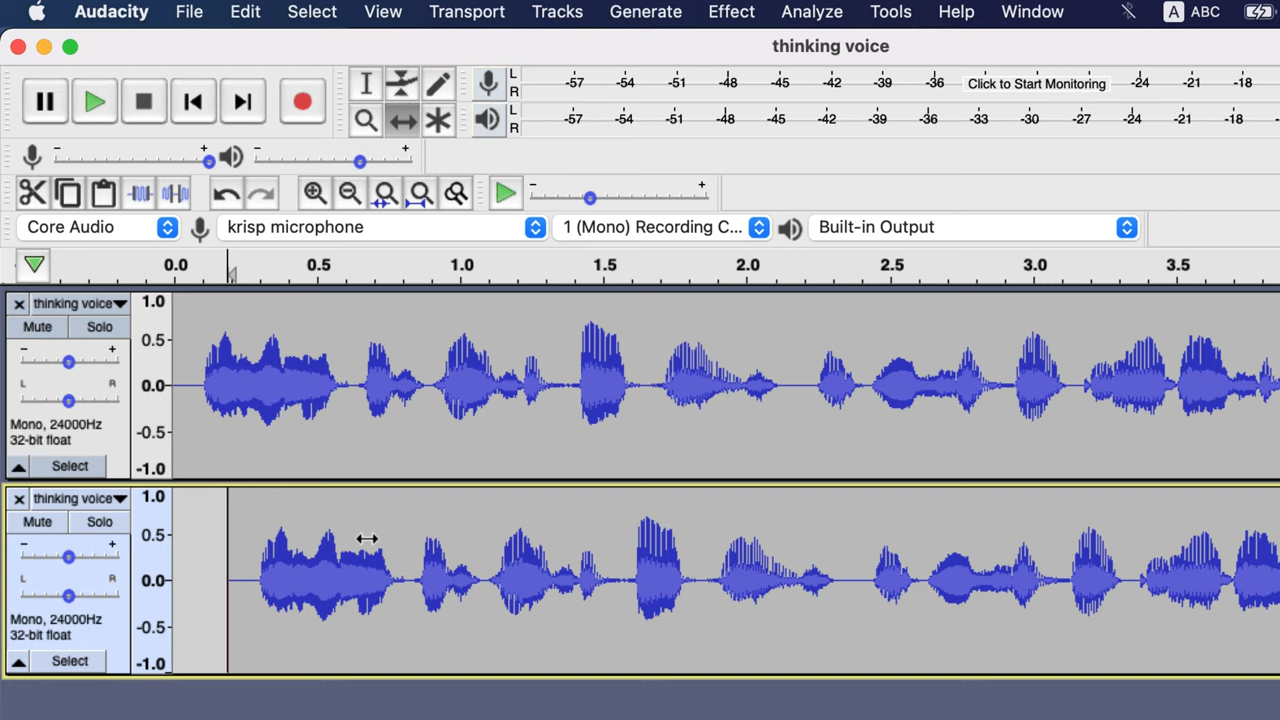 Audacity File Edit Select View Transport Tracks Generate Effect Analyze Tools Help Window A ABC
thinking voice
L -57 -54 -51 -48 -45 -42 -39 -36 Click to Start Monitoring -24 -21 -18
R
L -57 -54 -51 -48 -45 -42 -39 -36 -33 -30 -27 -24 -21 -18
R
- + - +
- +
Core Audio krisp microphone 1 (Mono) Recording C... Built-in Output
0.0 0.5 1.0 1.5 2.0 2.5 3.0 3.5
× thinking voice 1.0
Mute Solo
- + 0.5
L R 0.0
Mono, 24000Hz -0.5
32-bit float
Select -1.0
× thinking voice 1.0
Mute Solo
- + 0.5
L R 0.0
Mono, 24000Hz -0.5
32-bit float
Select -1.0